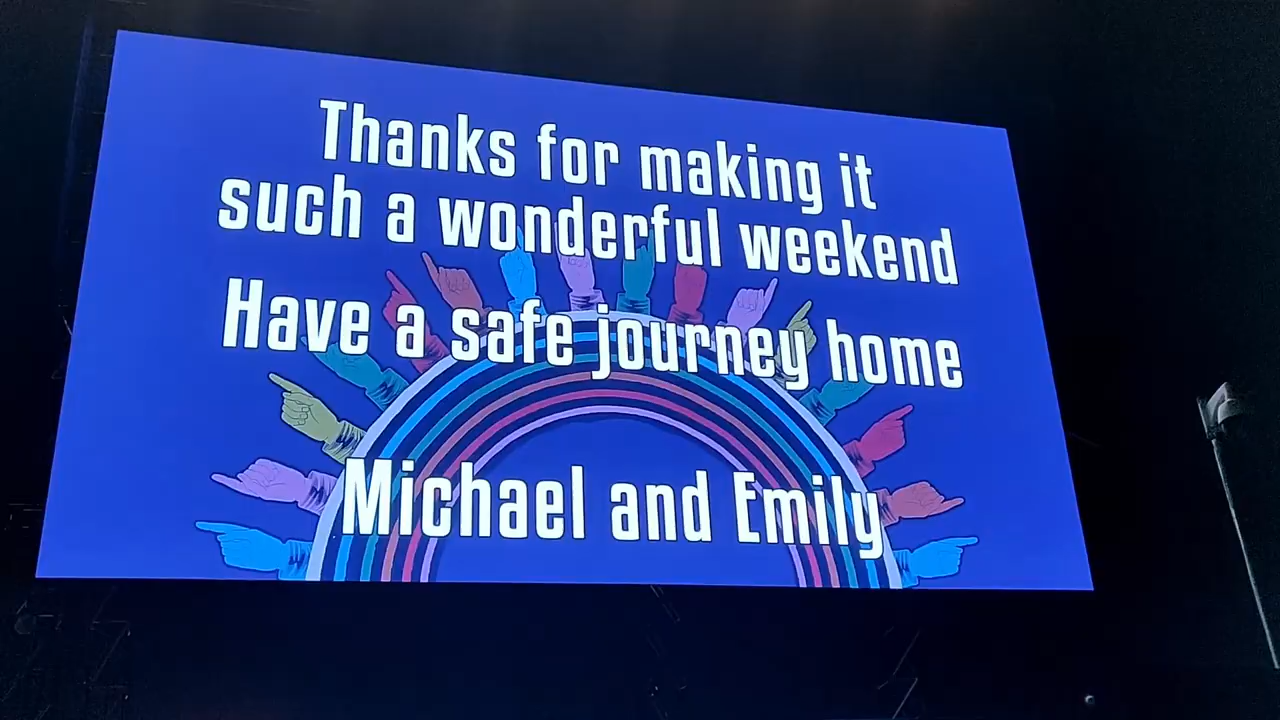 Thanks for making it
such a wonderful weekend
Have a safe journey home
Michael and Emily